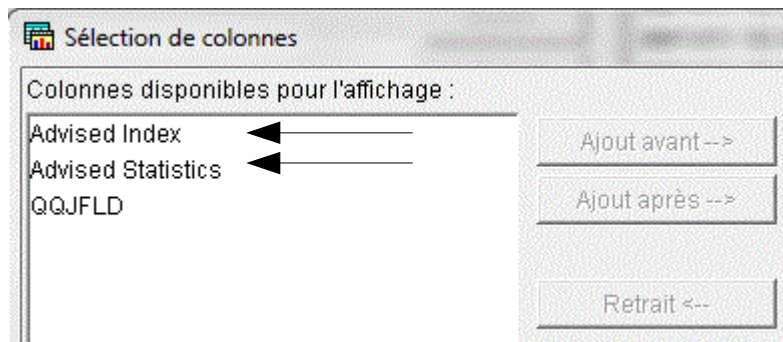 Sélection de colonnes
Colonnes disponibles pour l'affichage :
Advised Index
Advised Statistics
QQJFLD
Ajout avant -->
Ajout après -->
Retrait <--